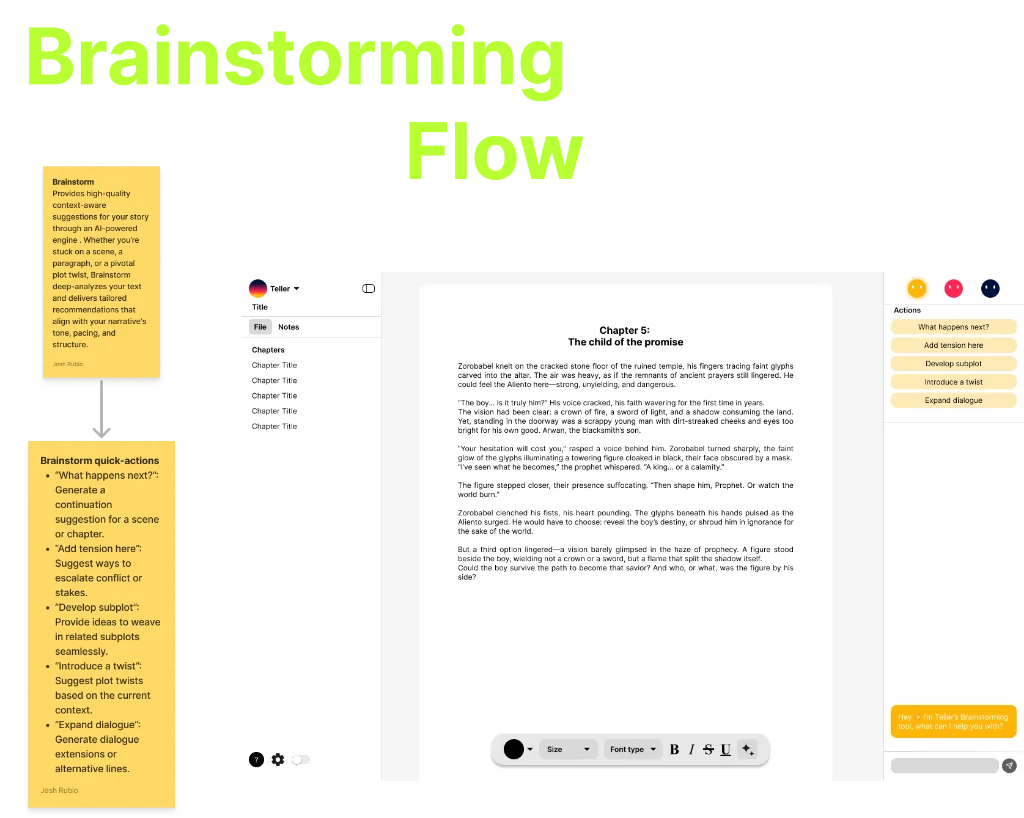 Brainstorming
Flow
Brainstorm
Provides high-quality
context-aware
suggestions for your story
through an AI-powered
engine . Whether you're
stuck on a scene, a
paragraph, or a pivotal
plot twist, Brainstorm
deep-analyzes your text
and delivers tailored
recommendations that
align with your narrative's
tone, pacing, and
structure.
Josh Rubio
Brainstorm quick-actions
• "What happens next?":
Generate a
continuation
suggestion for a scene
or chapter.
• "Add tension here":
Suggest ways to
escalate conflict or
stakes.
• "Develop subplot":
Provide ideas to weave
in related subplots
seamlessly.
• "Introduce a twist":
Suggest plot twists
based on the current
context.
• "Expand dialogue":
Generate dialogue
extensions or
alternative lines.
Josh Rubio
Teller
Title
File Notes
Chapters
Chapter Title
Chapter Title
Chapter Title
Chapter Title
Chapter Title
?
Chapter 5:
The child of the promise
Zorobabel knelt on the cracked stone floor of the ruined temple, his fingers tracing faint glyphs
carved into the altar. The air was heavy, as if the remnants of ancient prayers still lingered. He
could feel the Aliento here—strong, unyielding, and dangerous.
"The boy... is it truly him?" His voice cracked, his faith wavering for the first time in years.
The vision had been clear: a crown of fire, a sword of light, and a shadow consuming the land.
Yet, standing in the doorway was a scrappy young man with dirt-streaked cheeks and eyes too
bright for his own good. Arwan, the blacksmith's son.
"Your hesitation will cost you," rasped a voice behind him. Zorobabel turned sharply, the faint
glow of the glyphs illuminating a towering figure cloaked in black, their face obscured by a mask.
"I've seen what he becomes," the prophet whispered. "A king... or a calamity."
The figure stepped closer, their presence suffocating. "Then shape him, Prophet. Or watch the
world burn."
Zorobabel clenched his fists, his heart pounding. The glyphs beneath his hands pulsed as the
Aliento surged. He would have to choose: reveal the boy's destiny, or shroud him in ignorance for
the sake of the world.
But a third option lingered—a vision barely glimpsed in the haze of prophecy. A figure stood
beside the boy, wielding not a crown or a sword, but a flame that split the shadow itself.
Could the boy survive the path to become that savior? And who, or what, was the figure by his
side?
Size Font type B I S U
Actions
What happens next?
Add tension here
Develop subplot
Introduce a twist
Expand dialogue
Hey I'm Teller's Brainstorming
tool, what can I help you with?